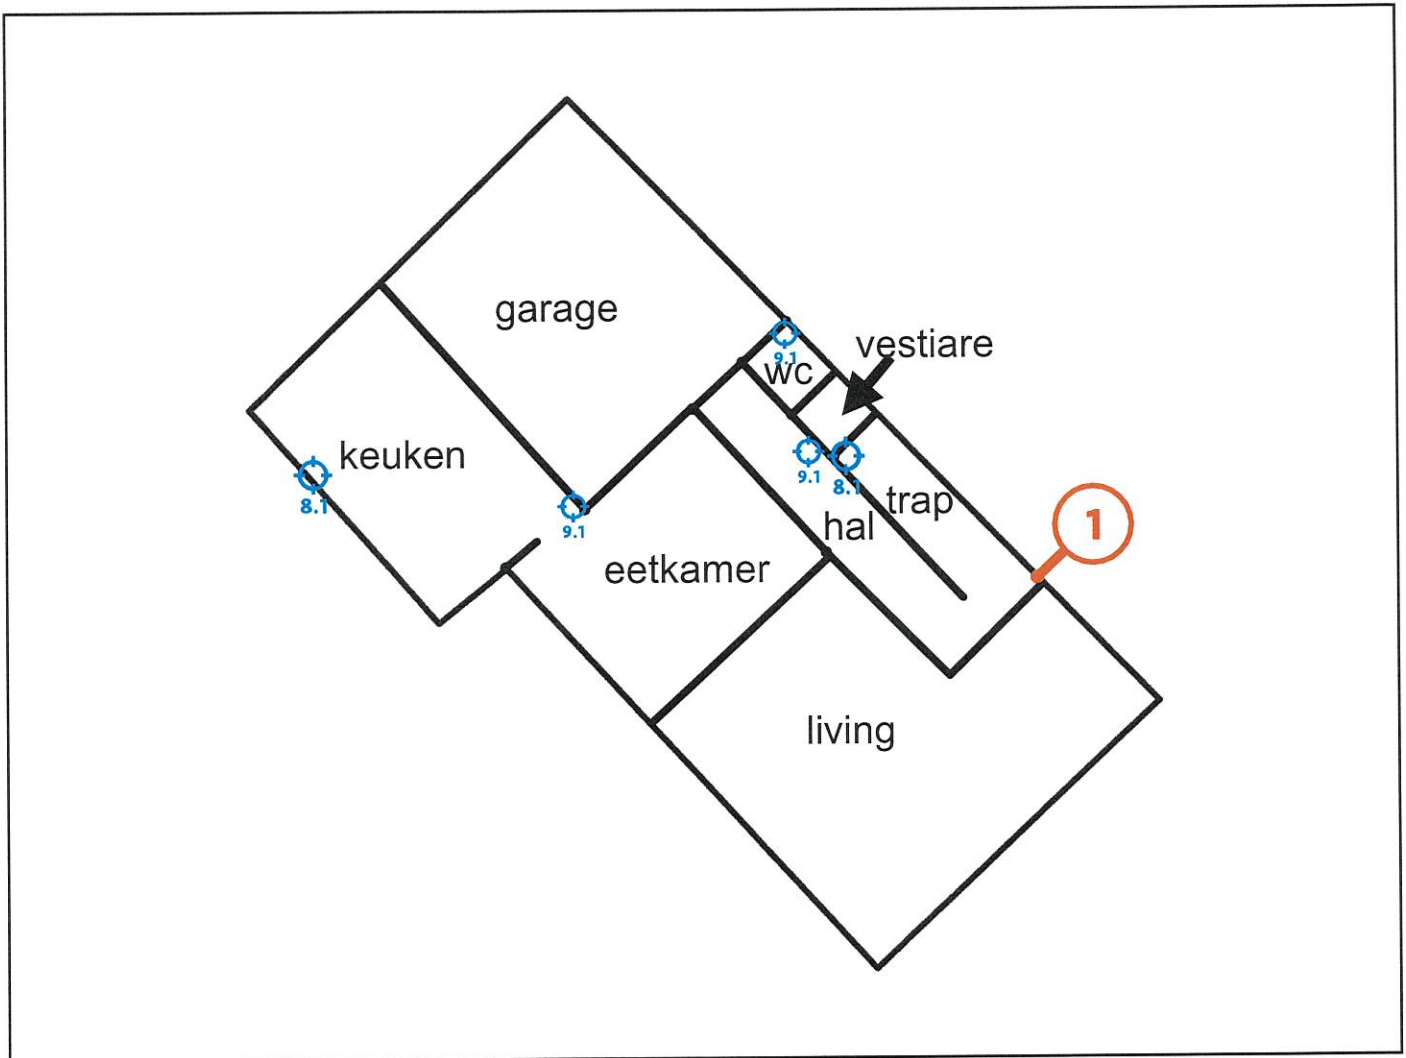 garage
vestiare
9.1
wc
keuken
8.1
9.1
9.1
8.1
trap
hal
1
eetkamer
living